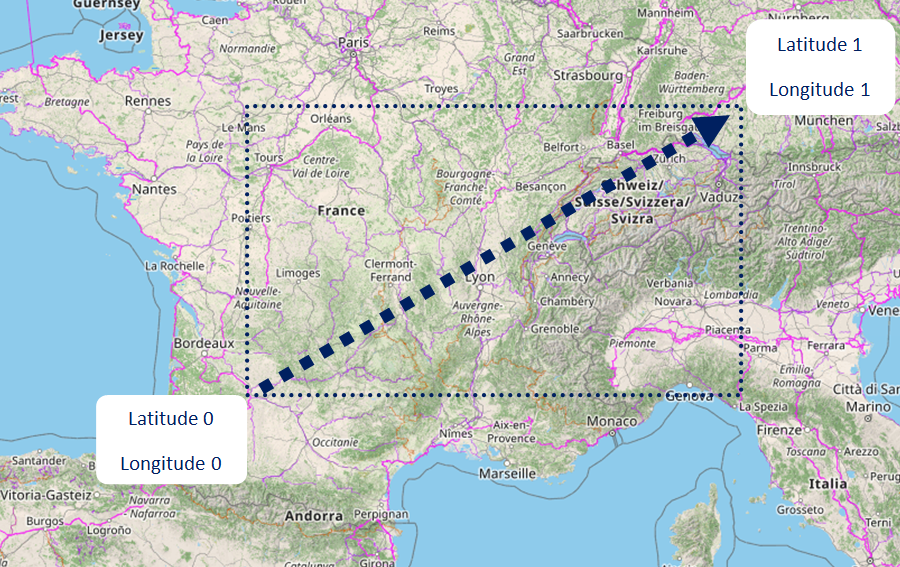 Guernsey
Jersey
Caen
Rouen
Reims
Mannheim
Nürnberg
Saarbrücken
Normandie
Paris
Grand
Est
Karlsruhe
Latitude 1
Longitude 1
Strasbourg
Baden-
Württemberg
Troyes
Bretagne
Rennes
Le Mans
Orléans
Freiburg
im Breisgau
München
Pays de
la Loire
Tours
Centre-
Val de Loire
Belfort
Basel
Zürich
Innsbruck
Nantes
Bourgogne-
Franche-
Comté
Besançon
Schweiz/
Suisse/Svizzera/
Svizra
Vaduz
Tirol
Poitiers
France
Genève
Trentino-
Alto Adige/
Südtirol
La Rochelle
Limoges
Clermont-
Ferrand
Lyon
Annecy
Verbania
Lombardia
Nouvelle-
Aquitaine
Auvergne-
Rhône-
Alpes
Chambéry
Novara
Veneto
Bordeaux
Grenoble
Piemonte
Piacenza
Parma
Ferrara
Emilia-
Romagna
Genova
La Spezia
Città di San
Marino
Latitude 0
Longitude 0
Occitanie
Nîmes
Aix-en-
Provence
Monaco
Firenze
Santander
Marseille
Toscana
Arezzo
Vitoria-Gasteiz
Navarra
- Nafarroa
Italia
Burgos
Logroño
Andorra
Perpignan
Grosseto
Terni
Girona